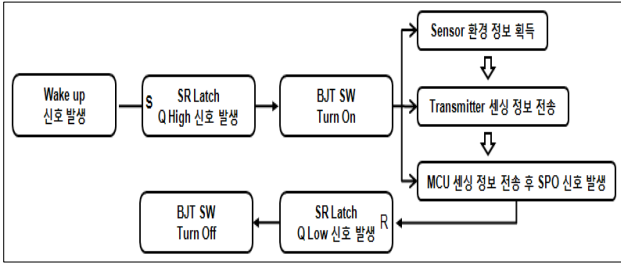 Wake up
신호 발생
S
SR Latch
Q High 신호 발생
BJT SW
Turn On
Sensor 환경 정보 획득
Transmitter 센싱 정보 전송
MCU 센싱 정보 전송 후 SPO 신호 발생
BJT SW
Turn Off
SR Latch
Q Low 신호 발생
R